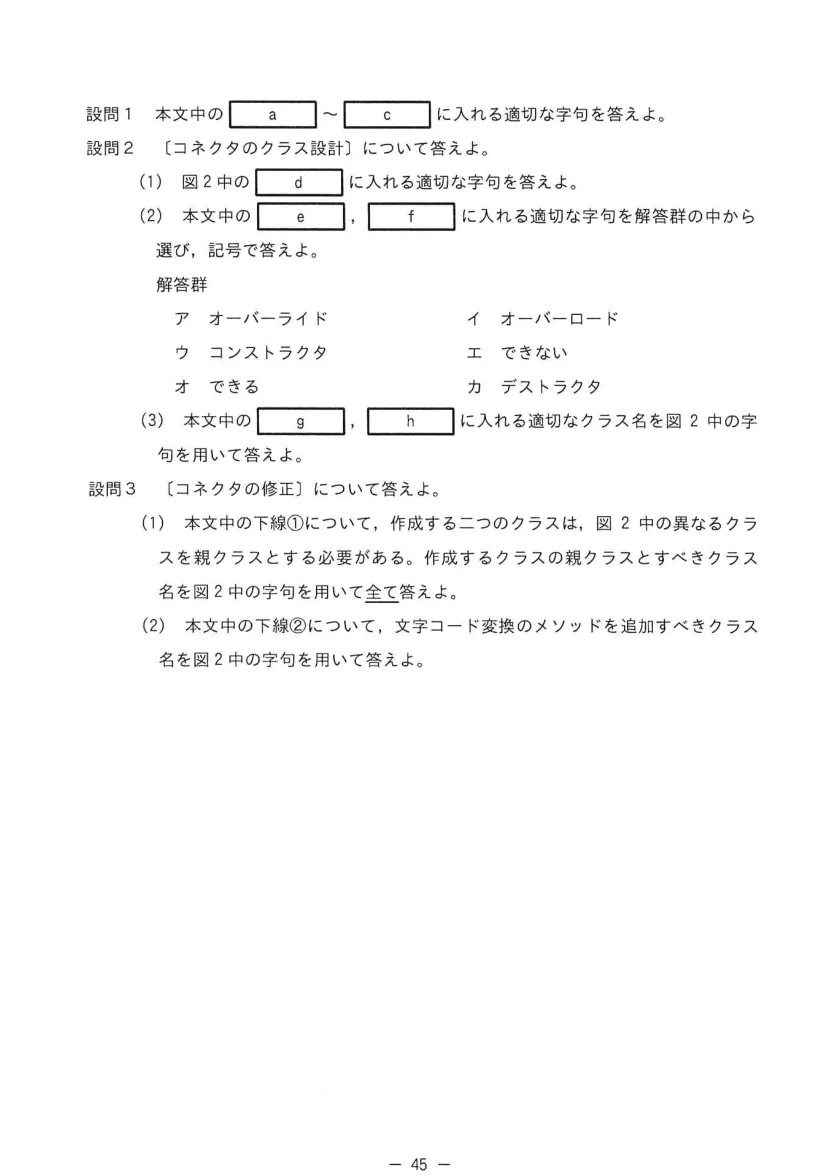 設問1 本文中の a ～ c に入れる適切な字句を答えよ。
設問2 〔コネクタのクラス設計〕について答えよ。
(1) 図2中の d に入れる適切な字句を答えよ。
(2) 本文中の e , f に入れる適切な字句を解答群の中から
選び，記号で答えよ。
解答群
ア オーバーライド イ オーバーロード
ウ コンストラクタ エ できない
オ できる カ デストラクタ
(3) 本文中の g , h に入れる適切なクラス名を図2中の字
句を用いて答えよ。
設問3 〔コネクタの修正〕について答えよ。
(1) 本文中の下線①について，作成する二つのクラスは，図2中の異なるクラ
スを親クラスとする必要がある。作成するクラスの親クラスとすべきクラス
名を図2中の字句を用いて全て答えよ。
(2) 本文中の下線②について，文字コード変換のメソッドを追加すべきクラス
名を図2中の字句を用いて答えよ。
－ 45 －